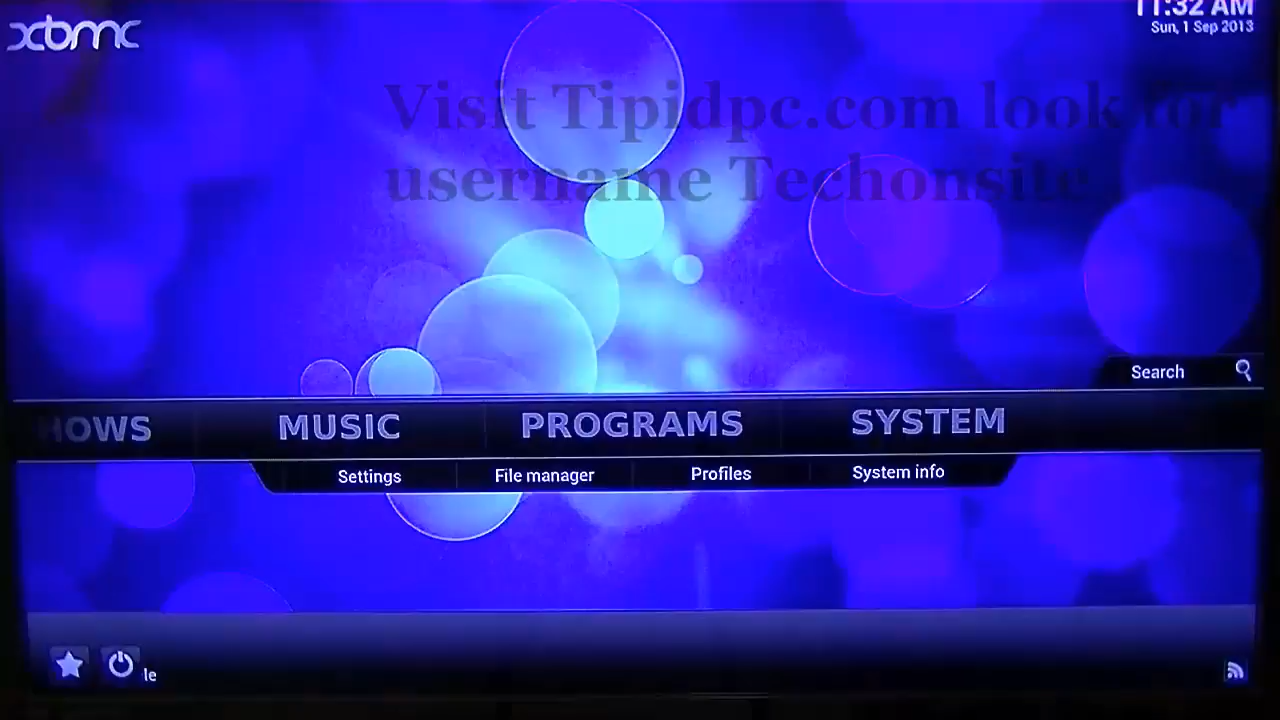 xbmc
11:32 AM
Sun, 1 Sep 2013
Visit Tipidpc.com look for
username Techonsite.
Search
HOWS MUSIC PROGRAMS SYSTEM
Settings File manager Profiles System info
le